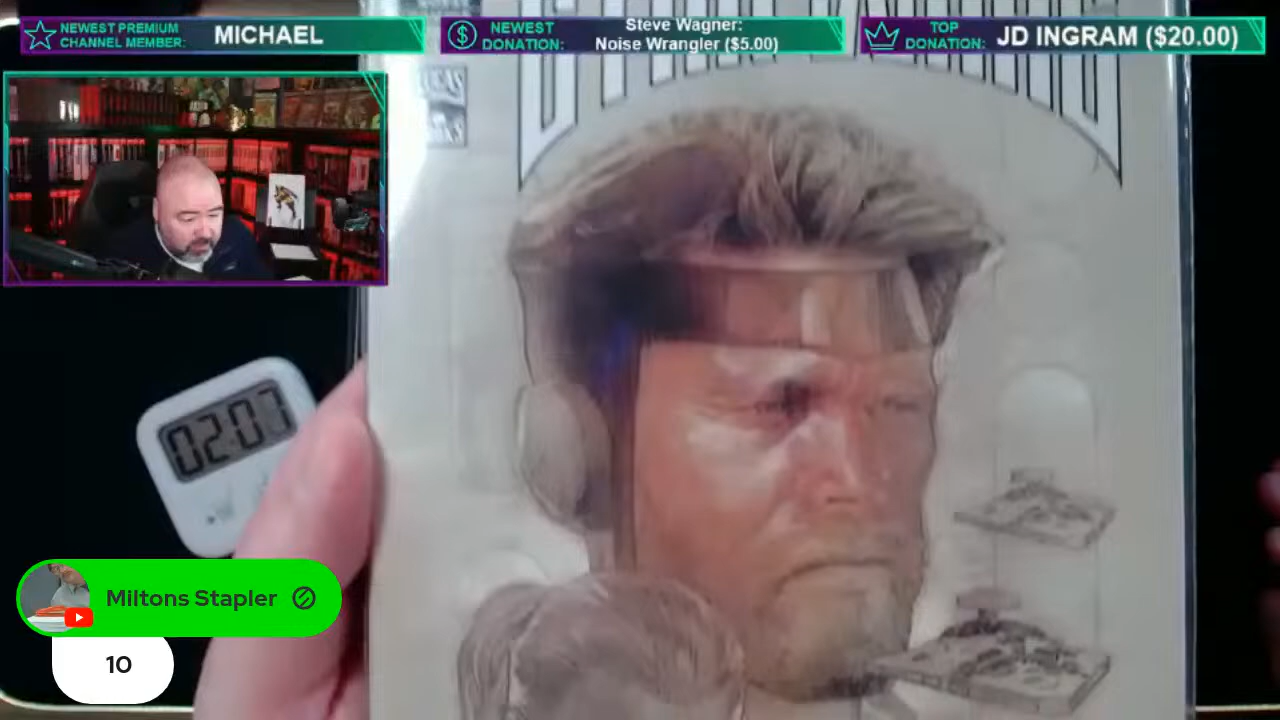 NEWEST PREMIUM
CHANNEL MEMBER: MICHAEL
NEWEST
DONATION:
Steve Wagner:
Noise Wrangler ($5.00)
TOP
DONATION: JD INGRAM ($20.00)
02:07
Miltons Stapler
10